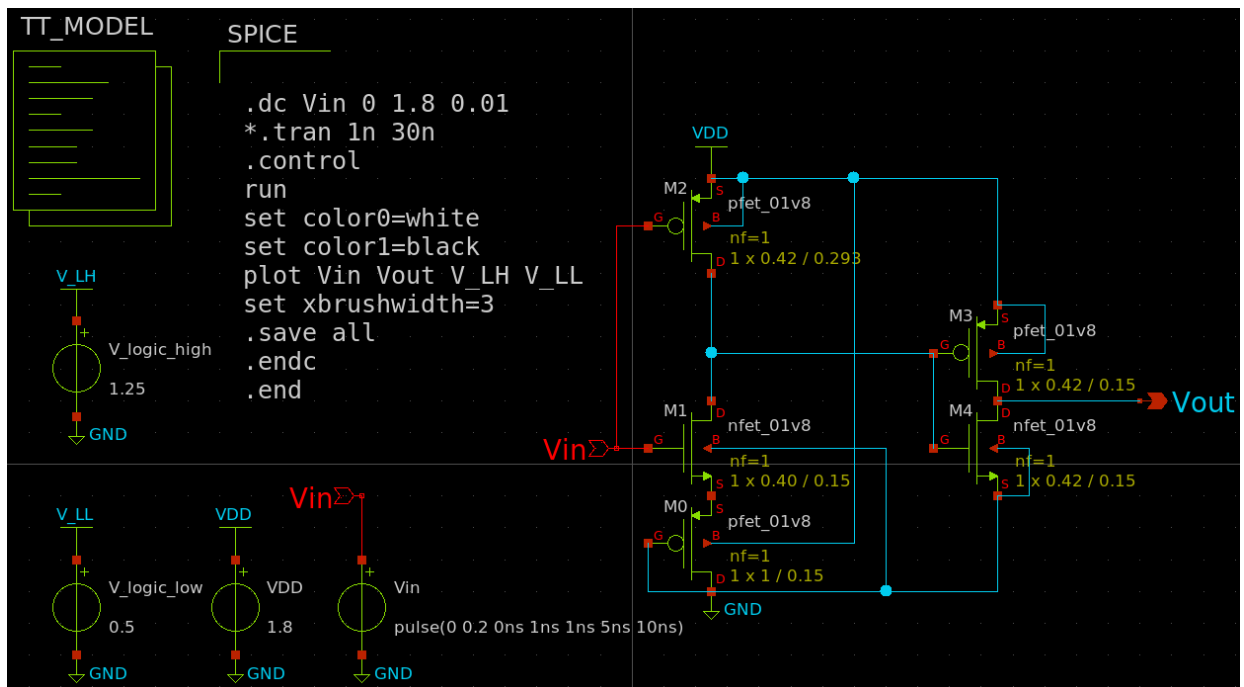 TT_MODEL
SPICE
.dc Vin 0 1.8 0.01
*.tran 1n 30n
.control
run
set color0=white
set color1=black
plot Vin Vout V_LH V_LL
set xbrushwidth=3
.save all
.endc
.end
V_LH
+
V_logic_high
1.25
GND
V_LL
+
V_logic_low
0.5
GND
VDD
+
VDD
1.8
GND
Vin
+
Vin
pulse(0 0.2 0ns 1ns 1ns 5ns 10ns)
GND
VDD
M2
S
pfet_01v8
G
B
nf=1
D
1 x 0.42 / 0.293
M3
S
pfet_01v8
G
B
nf=1
D
1 x 0.42 / 0.15
Vout
Vin
M1
D
nfet_01v8
G
B
nf=1
S
1 x 0.40 / 0.15
M4
D
nfet_01v8
G
B
nf=1
S
1 x 0.42 / 0.15
M0
S
pfet_01v8
G
B
nf=1
D
1 x 1 / 0.15
GND